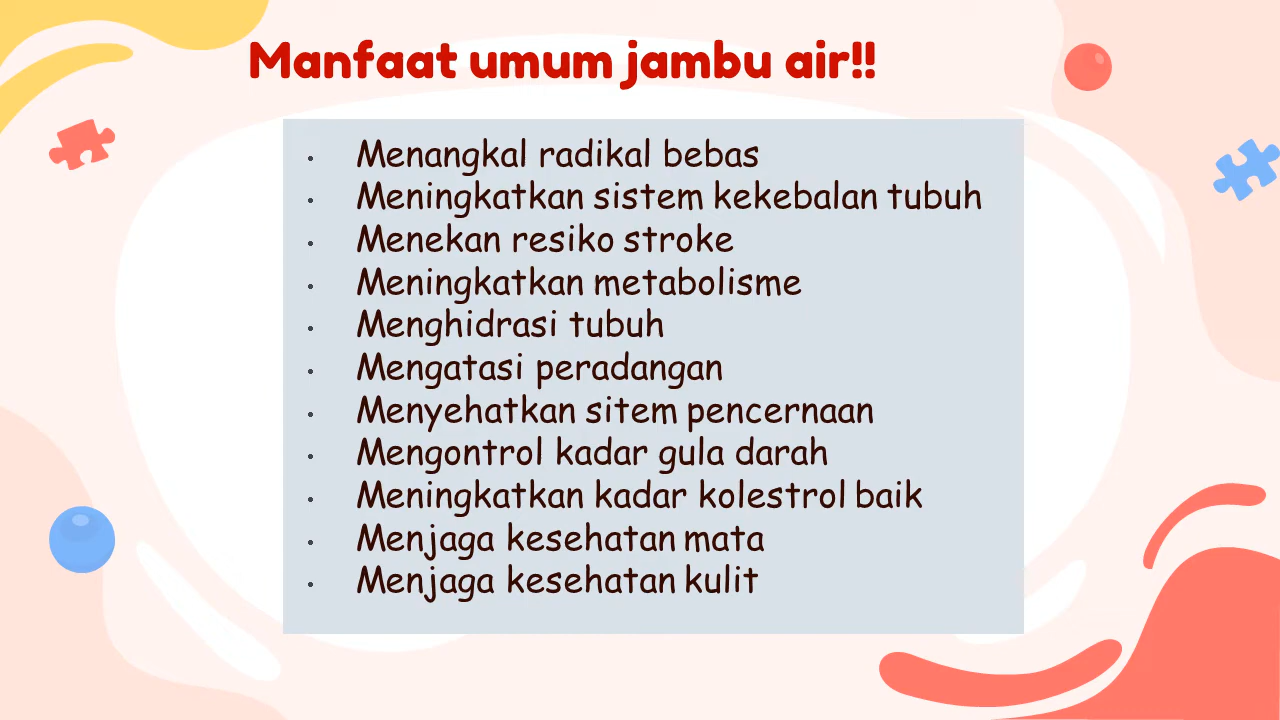 Manfaat umum jambu air!!
• Menangkal radikal bebas
• Meningkatkan sistem kekebalan tubuh
• Menekan resiko stroke
• Meningkatkan metabolisme
• Menghidrasi tubuh
• Mengatasi peradangan
• Menyehatkan sitem pencernaan
• Mengontrol kadar gula darah
• Meningkatkan kadar kolestrol baik
• Menjaga kesehatan mata
• Menjaga kesehatan kulit